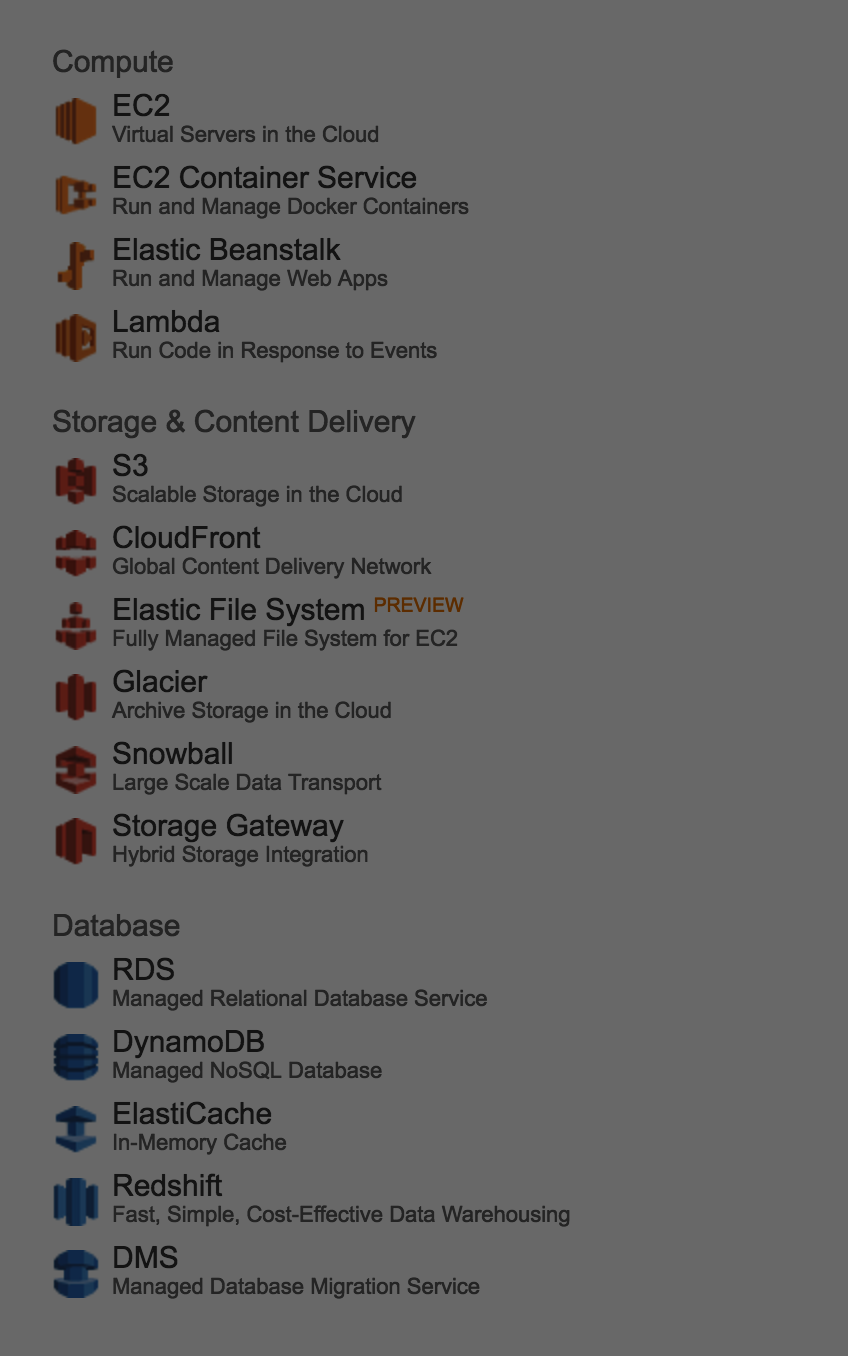 Compute
EC2
Virtual Servers in the Cloud
EC2 Container Service
Run and Manage Docker Containers
Elastic Beanstalk
Run and Manage Web Apps
Lambda
Run Code in Response to Events
Storage & Content Delivery
S3
Scalable Storage in the Cloud
CloudFront
Global Content Delivery Network
Elastic File System PREVIEW
Fully Managed File System for EC2
Glacier
Archive Storage in the Cloud
Snowball
Large Scale Data Transport
Storage Gateway
Hybrid Storage Integration
Database
RDS
Managed Relational Database Service
DynamoDB
Managed NoSQL Database
ElastiCache
In-Memory Cache
Redshift
Fast, Simple, Cost-Effective Data Warehousing
DMS
Managed Database Migration Service